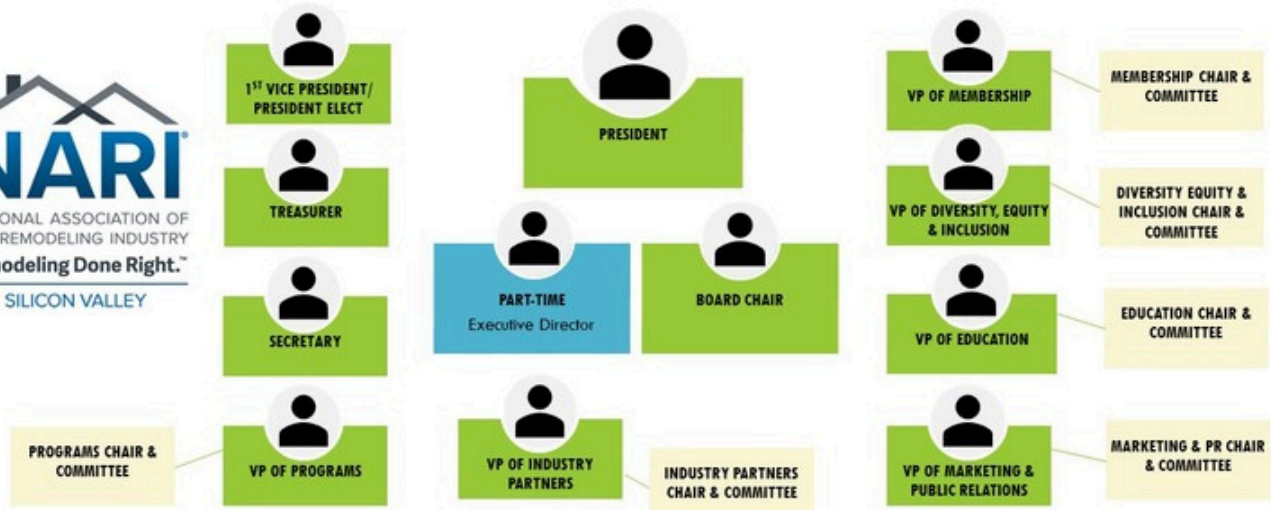 NARI
ONAL ASSOCIATION OF
REMODELING INDUSTRY
modeling Done Right.™
SILICON VALLEY
1ST VICE PRESIDENT/
PRESIDENT ELECT
TREASURER
SECRETARY
PROGRAMS CHAIR &
COMMITTEE
VP OF PROGRAMS
PRESIDENT
PART-TIME
Executive Director
BOARD CHAIR
VP OF INDUSTRY
PARTNERS
INDUSTRY PARTNERS
CHAIR & COMMITTEE
VP OF MEMBERSHIP
MEMBERSHIP CHAIR &
COMMITTEE
VP OF DIVERSITY, EQUITY
& INCLUSION
DIVERSITY EQUITY &
INCLUSION CHAIR &
COMMITTEE
VP OF EDUCATION
EDUCATION CHAIR &
COMMITTEE
VP OF MARKETING &
PUBLIC RELATIONS
MARKETING & PR CHAIR
& COMMITTEE